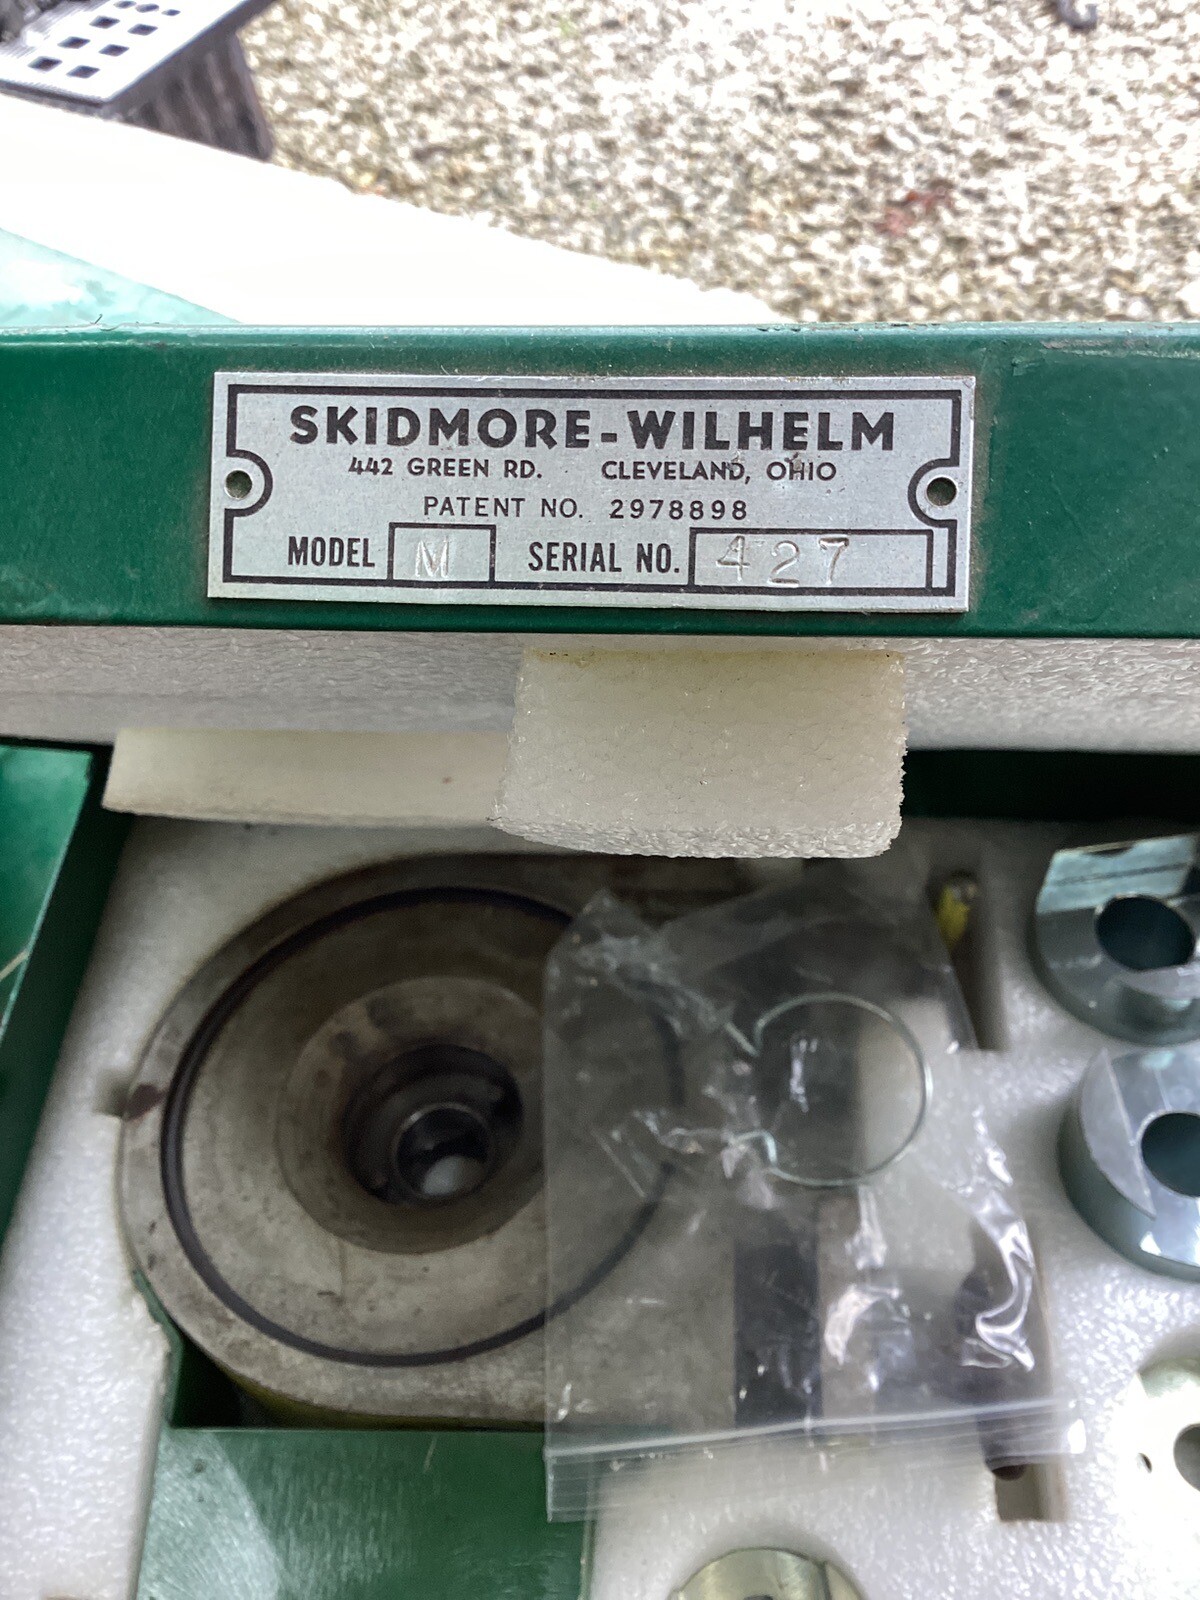 SKIDMORE-WILHELM
442 GREEN RD. CLEVELAND, OHIO
PATENT NO. 2978898
MODEL M SERIAL NO. 427